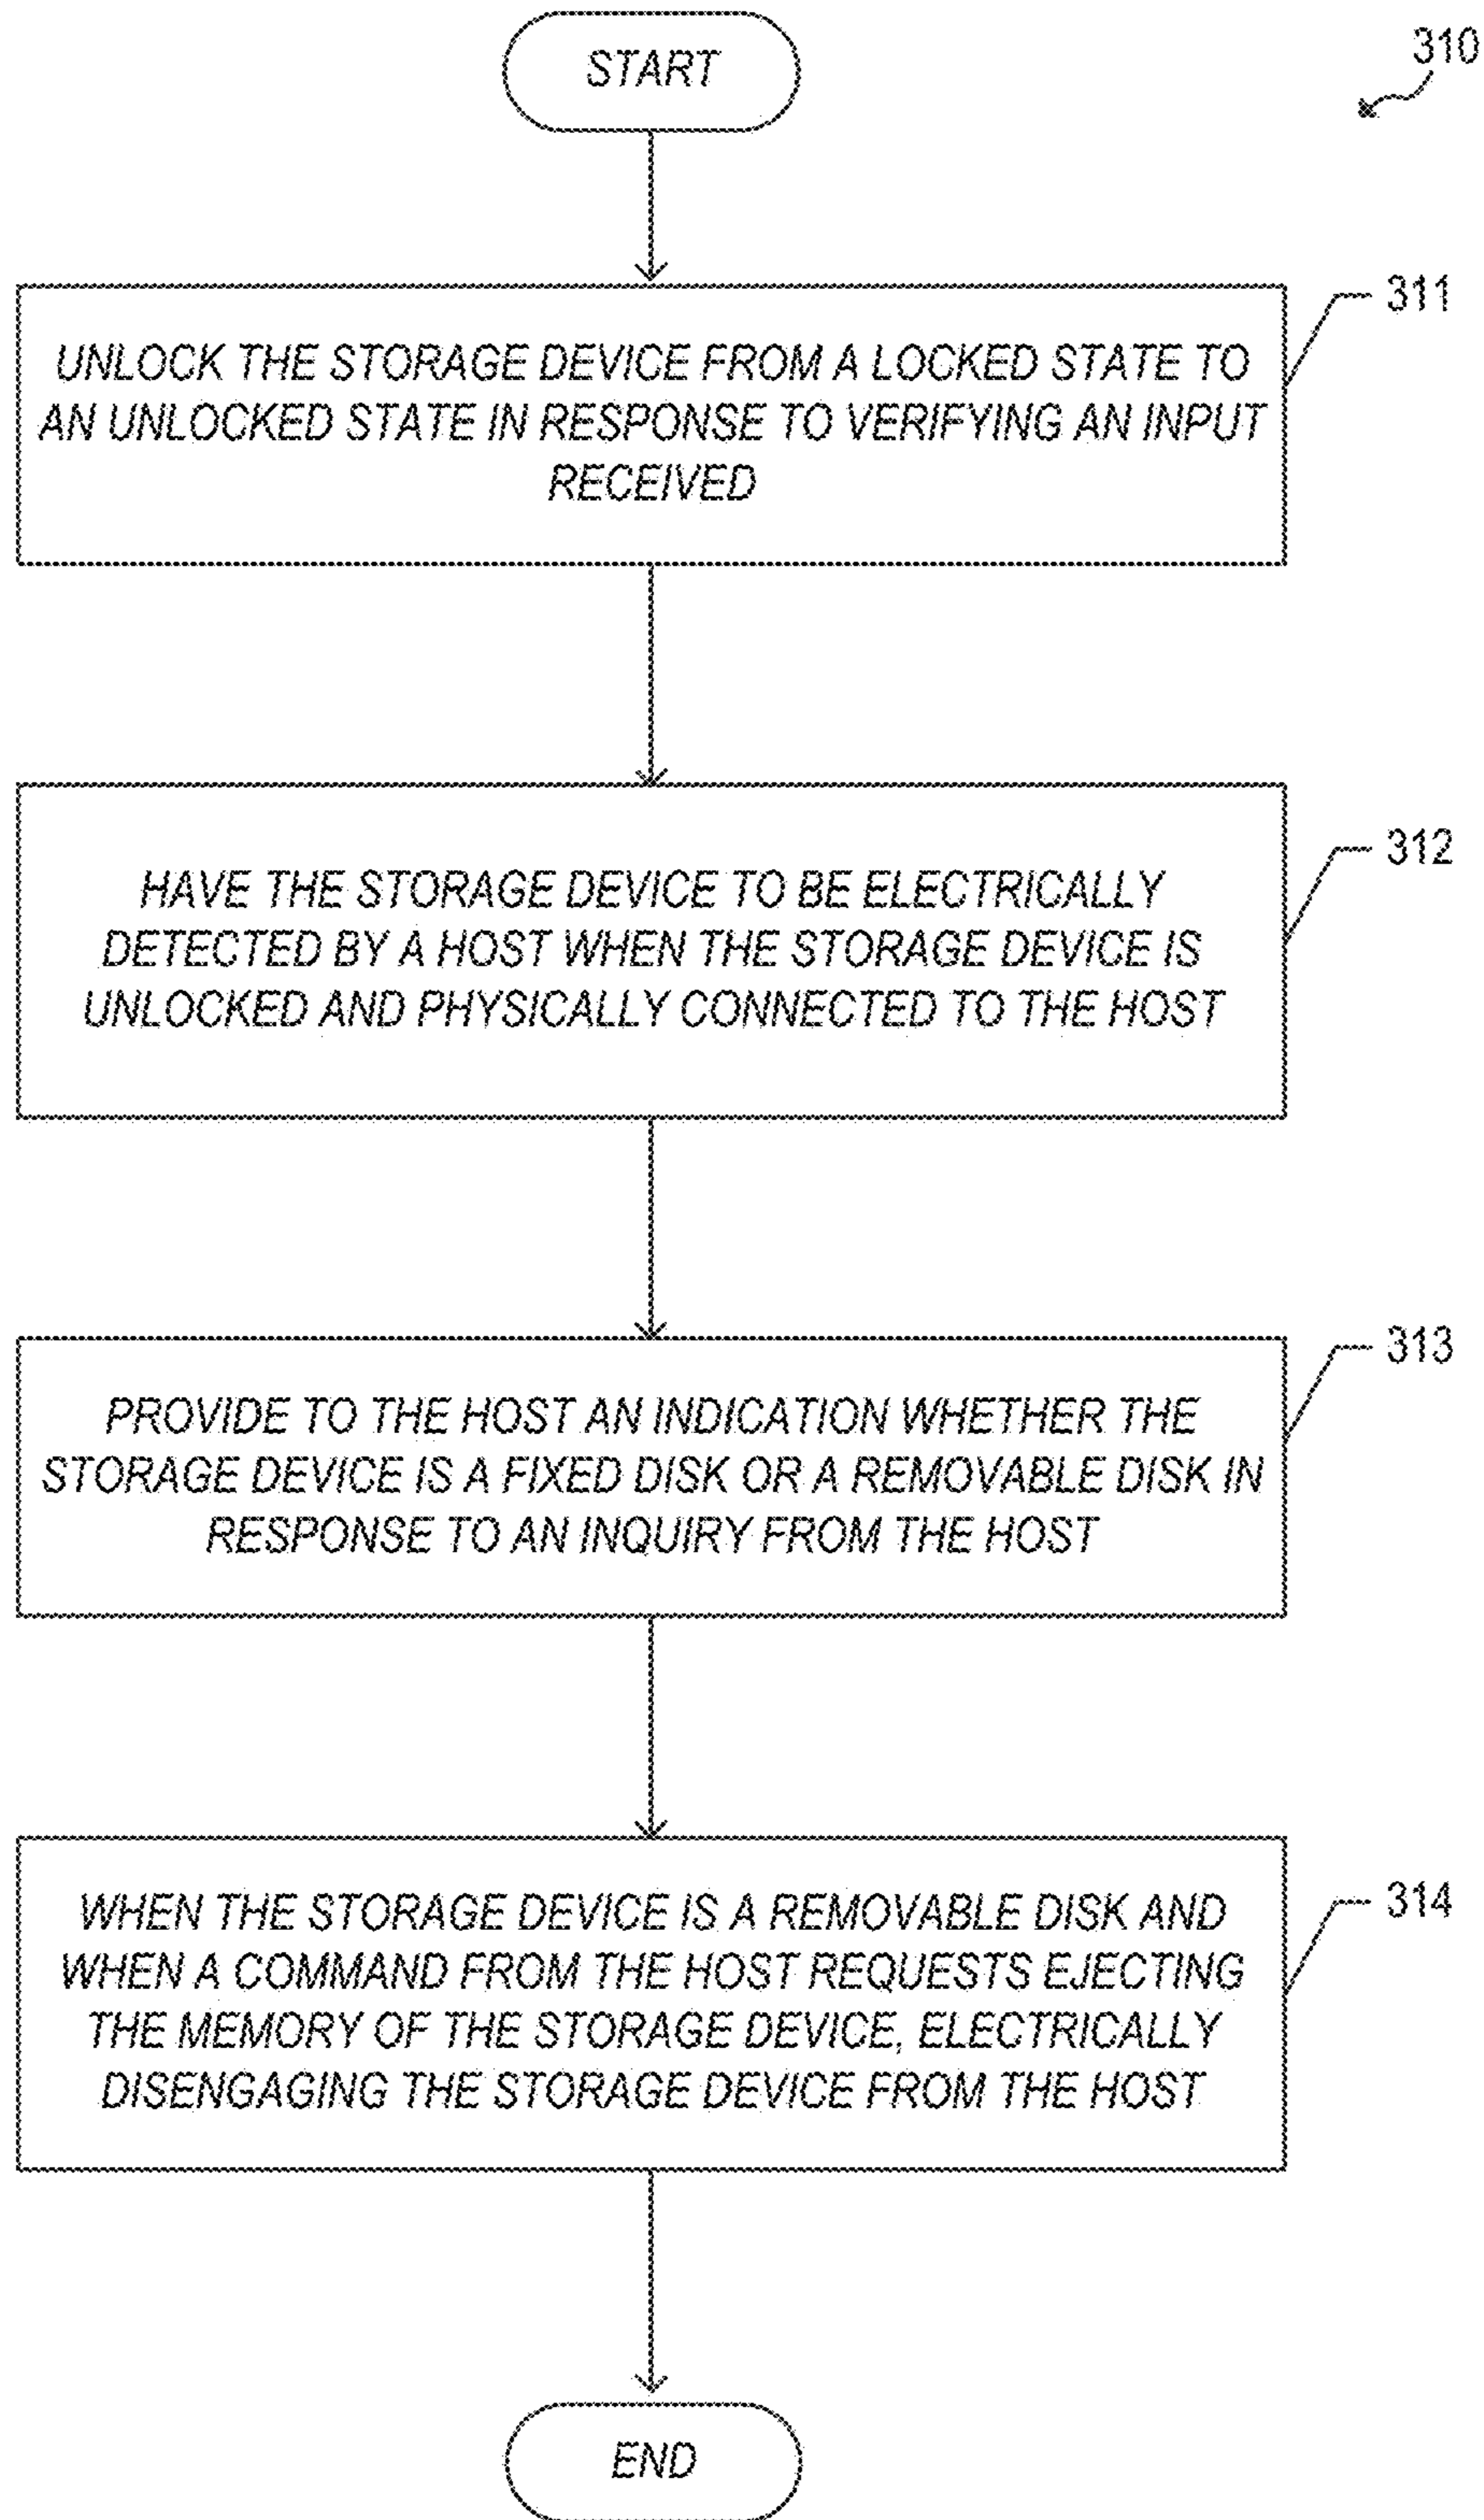 START
310
311
UNLOCK THE STORAGE DEVICE FROM A LOCKED STATE TO
AN UNLOCKED STATE IN RESPONSE TO VERIFYING AN INPUT
RECEIVED
312
HAVE THE STORAGE DEVICE TO BE ELECTRICALLY
DETECTED BY A HOST WHEN THE STORAGE DEVICE IS
UNLOCKED AND PHYSICALLY CONNECTED TO THE HOST
313
PROVIDE TO THE HOST AN INDICATION WHETHER THE
STORAGE DEVICE IS A FIXED DISK OR A REMOVABLE DISK IN
RESPONSE TO AN INQUIRY FROM THE HOST
314
WHEN THE STORAGE DEVICE IS A REMOVABLE DISK AND
WHEN A COMMAND FROM THE HOST REQUESTS EJECTING
THE MEMORY OF THE STORAGE DEVICE, ELECTRICALLY
DISENGAGING THE STORAGE DEVICE FROM THE HOST
END